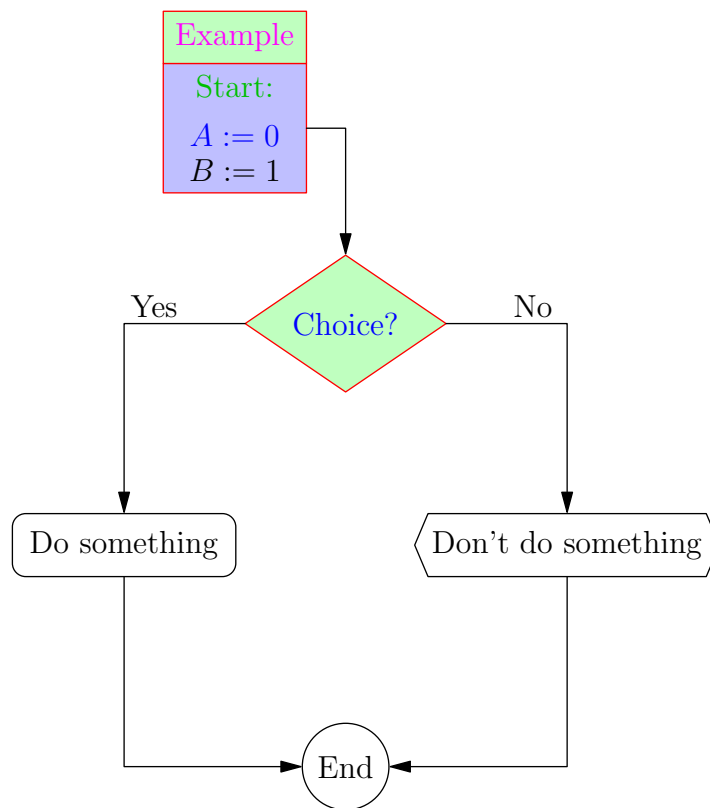 Example
Start:
A := 0
B := 1
Yes
No
Choice?
Do something
Don't do something
End